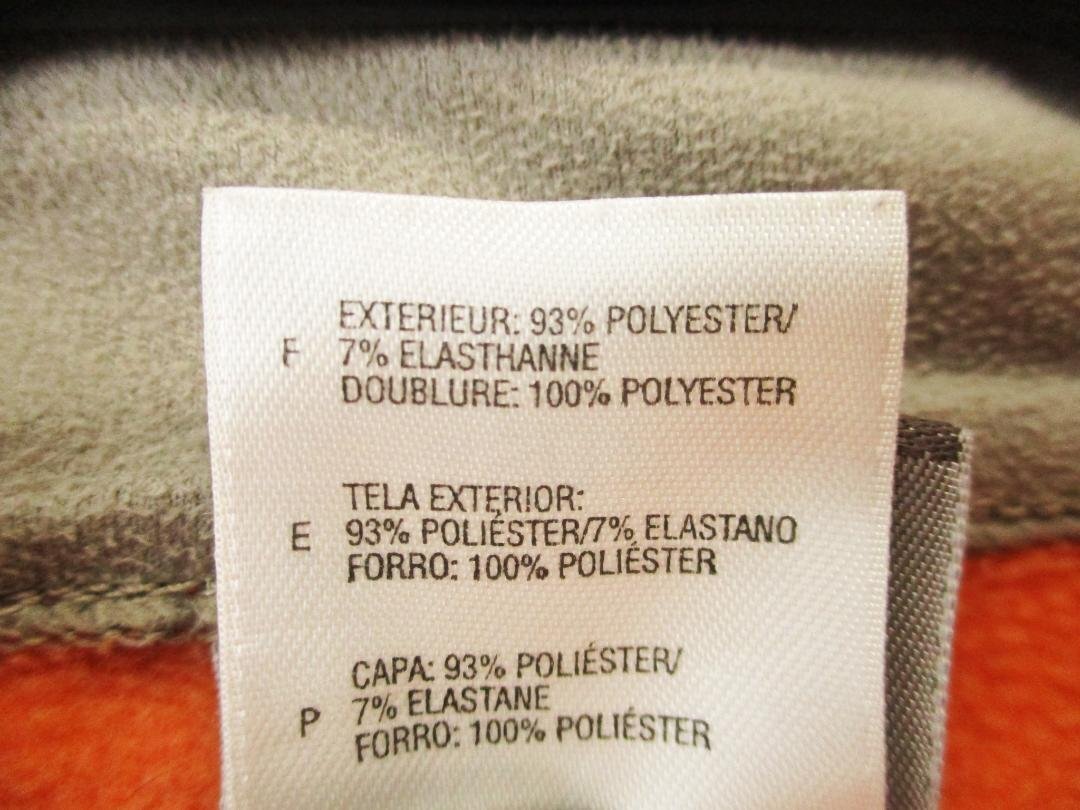 EXTERIEUR: 93% POLYESTER/
F 7% ELASTHANNE
DOUBLURE: 100% POLYESTER
TELA EXTERIOR:
E 93% POLIÉSTER/7% ELASTANO
FORRO: 100% POLIÉSTER
CAPA: 93% POLIÉSTER/
P 7% ELASTANE
FORRO: 100% POLIÉSTER